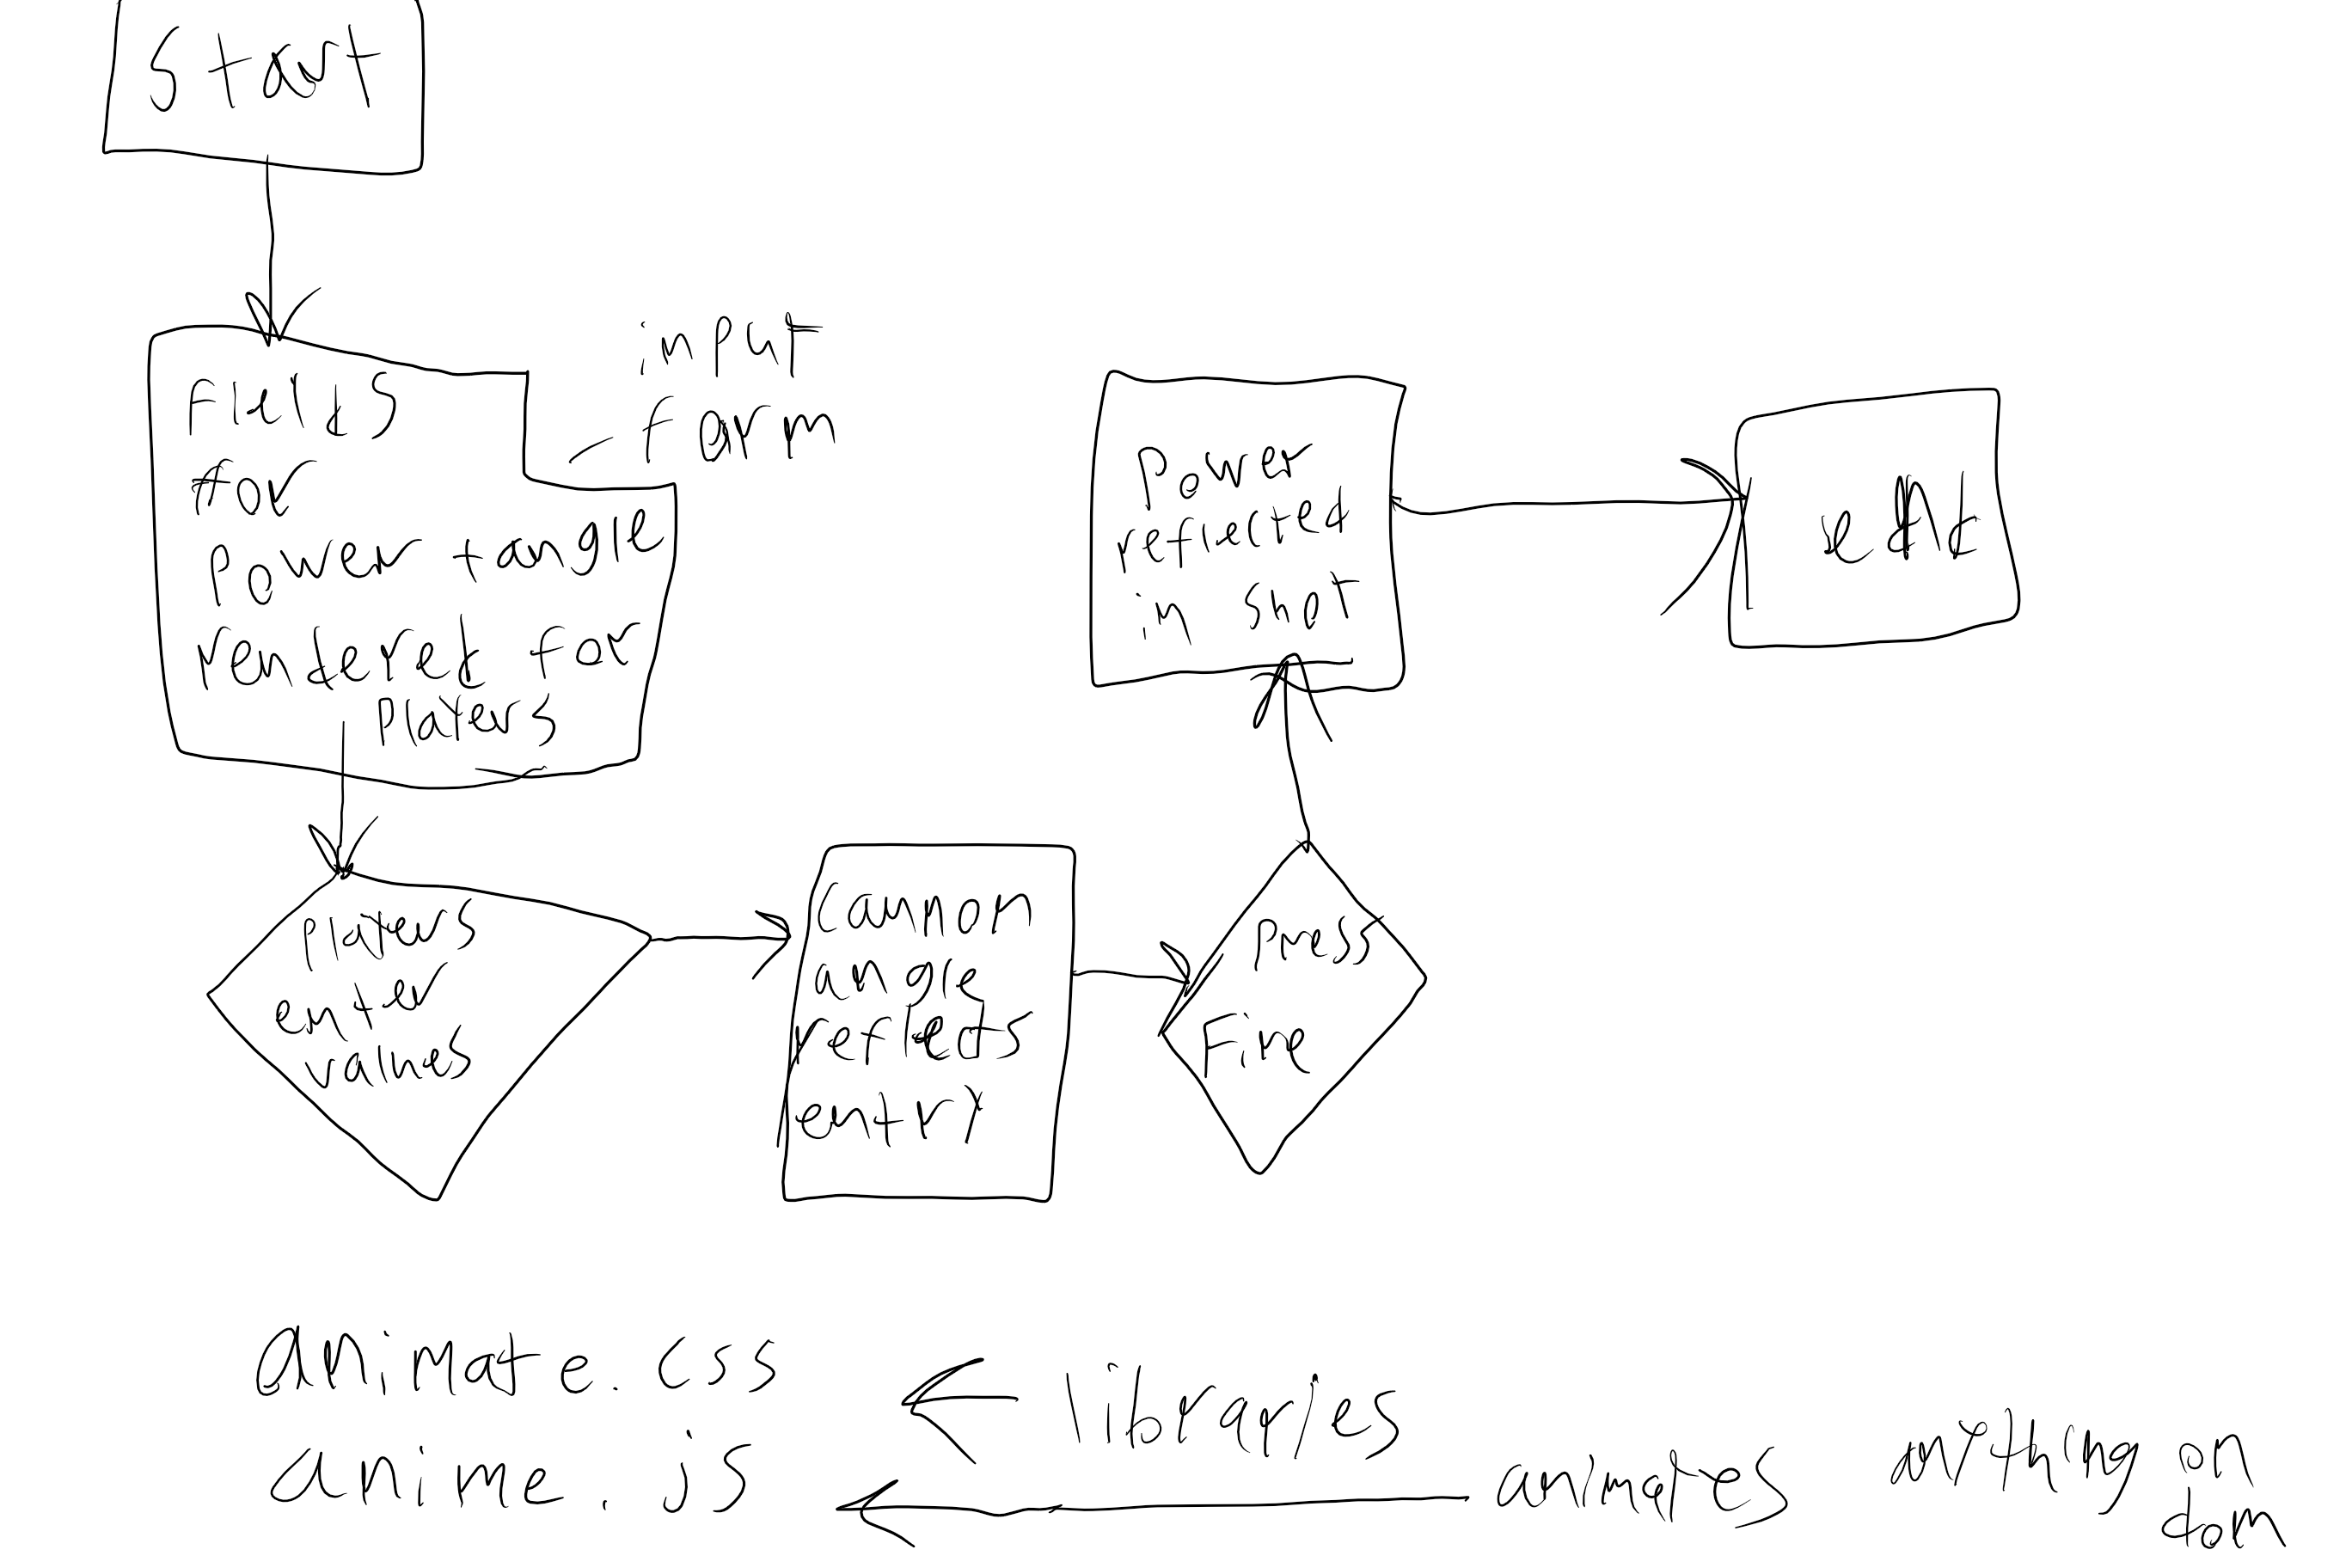 Start
fields
for
Power + angle
rendered for
Players
input
form
Players
enter
values
cannon
angle
reflects
entry
Press
Fire
Power
reflected
in shot
end
animate.css
anime.js
libraries
animates anything on
dom